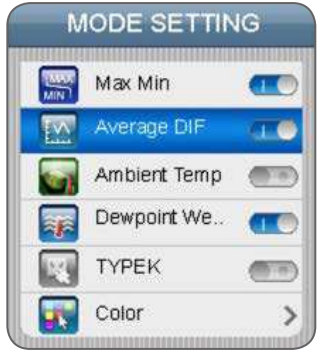 MODE SETTING
MAX
MIN
Max Min
Average DIF
Ambient Temp
Dewpoint We..
TYPEK
Color